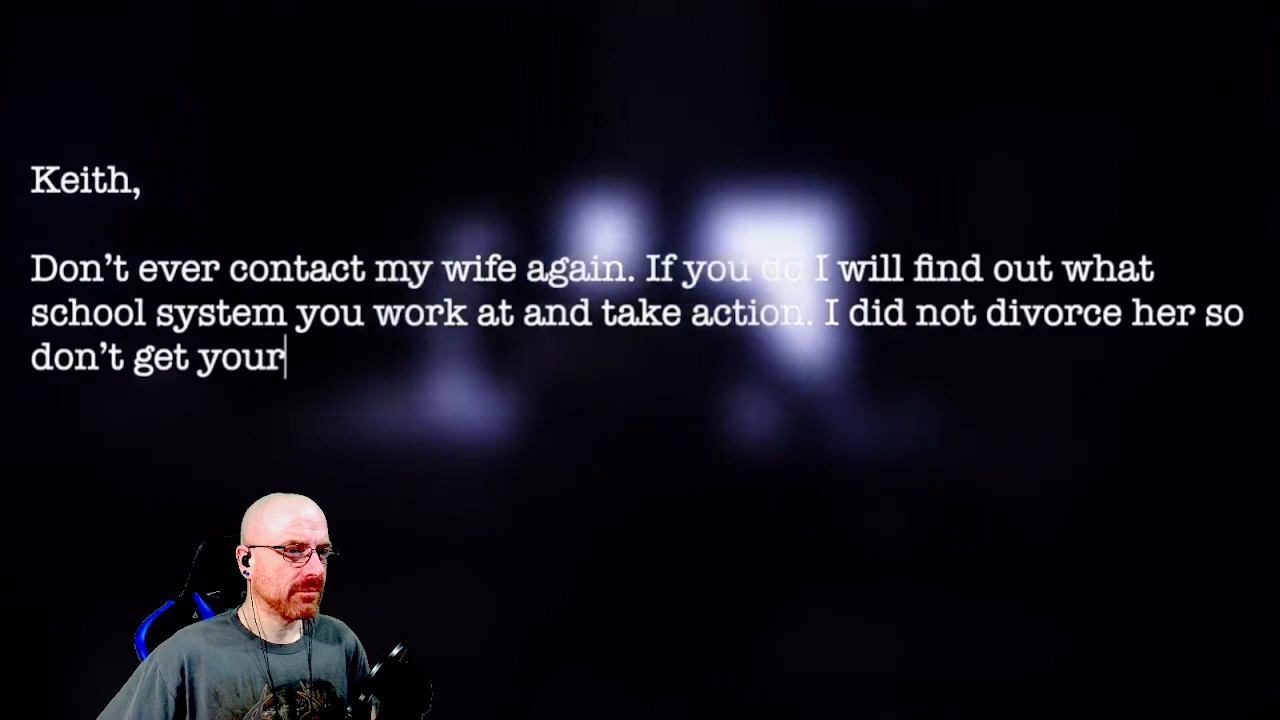 Keith,
Don’t ever contact my wife again. If you do I will find out what
school system you work at and take action. I did not divorce her so
don’t get your